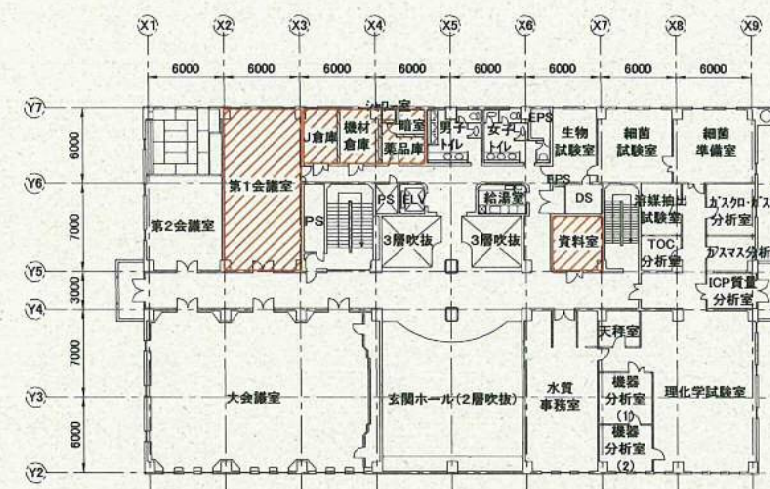 X1 X2 X3 X4 X5 X6 X7 X8 X9
6000 6000 6000 6000 6000 6000 6000 6000
Y7
Y6
Y5
Y4
Y3
Y2
6000
7000
3000
7000
6000
シャワー室
J倉庫
機材
倉庫
暗室
薬品庫
男子
トイレ
女子
トイレ
EPS
生物
試験室
細菌
試験室
細菌
準備室
第1会議室
第2会議室
PS
PS
ELV
給湯室
EPS
DS
3層吹抜
3層吹抜
資料室
溶媒抽出
試験室
TOC
分析室
ガスクロ・ガス
分析室
ガスマス分析
ICP質量
分析室
大会議室
玄関ホール(2層吹抜)
水質
事務室
天秤室
機器
分析室
(1)
機器
分析室
(2)
理化学試験室